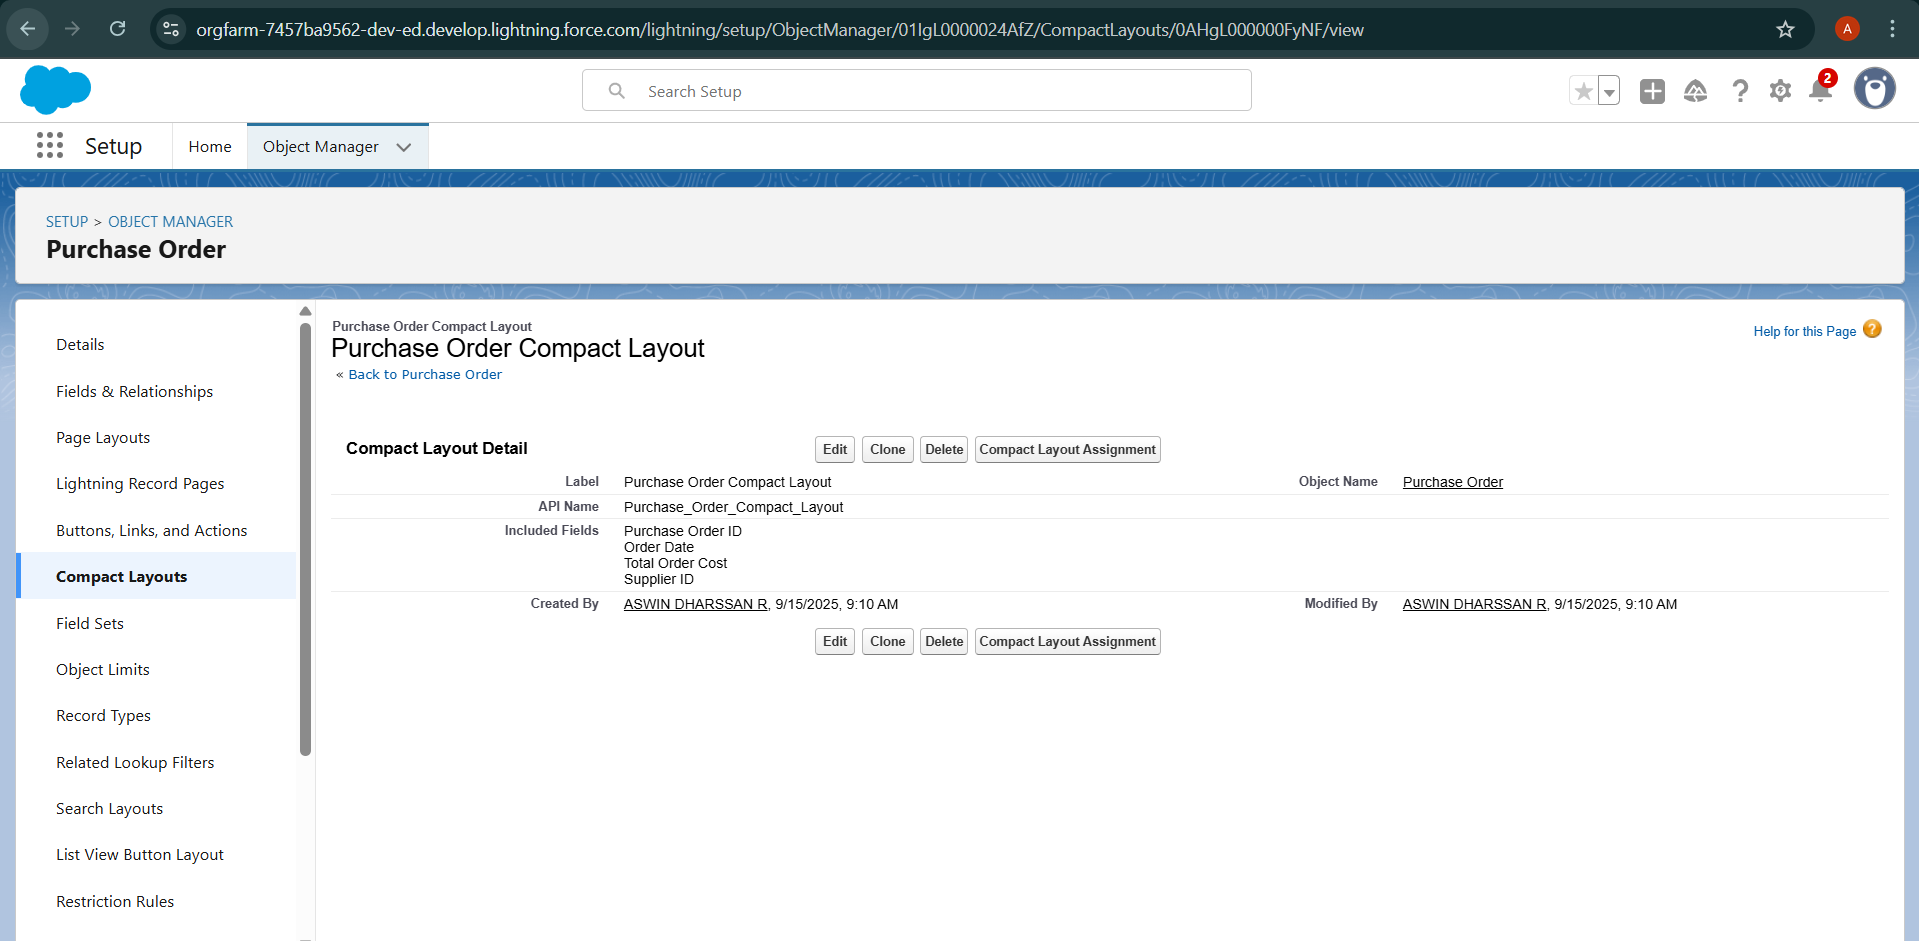 orgfarm-7457ba9562-dev-ed.develop.lightning.force.com/lightning/setup/ObjectManager/01IgL0000024AfZ/CompactLayouts/0AHgL000000FyNF/view
A
Search Setup
2
Setup
Home
Object Manager
SETUP > OBJECT MANAGER
Purchase Order
Details
Fields & Relationships
Page Layouts
Lightning Record Pages
Buttons, Links, and Actions
Compact Layouts
Field Sets
Object Limits
Record Types
Related Lookup Filters
Search Layouts
List View Button Layout
Restriction Rules
Purchase Order Compact Layout
Purchase Order Compact Layout
« Back to Purchase Order
Help for this Page ?
Compact Layout Detail
Edit Clone Delete Compact Layout Assignment
Label Purchase Order Compact Layout Object Name Purchase Order
API Name Purchase_Order_Compact_Layout
Included Fields Purchase Order ID
Order Date
Total Order Cost
Supplier ID
Created By ASWIN DHARSSAN R, 9/15/2025, 9:10 AM Modified By ASWIN DHARSSAN R, 9/15/2025, 9:10 AM
Edit Clone Delete Compact Layout Assignment